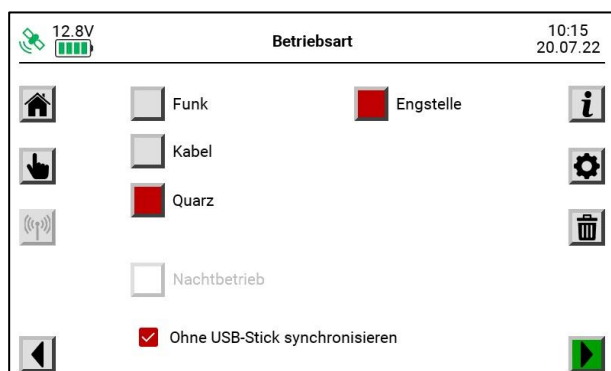 12.8V
Betriebsart
10:15
20.07.22
Funk
Engstelle
i
Kabel
Quarz
Nachtbetrieb
Ohne USB-Stick synchronisieren